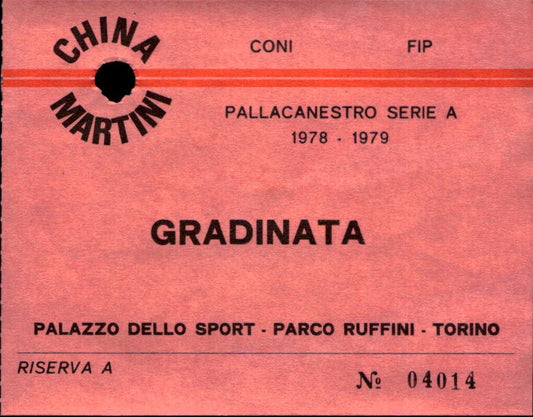 CHINA MARTINI
CONI FIP
PALLACANESTRO SERIE A
1978 - 1979
GRADINATA
PALAZZO DELLO SPORT - PARCO RUFFINI - TORINO
RISERVA A
№ 04014